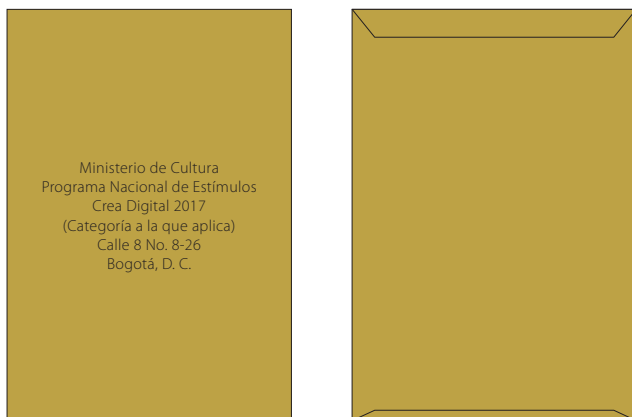 Ministerio de Cultura
Programa Nacional de Estímulos
Crea Digital 2017
(Categoría a la que aplica)
Calle 8 No. 8-26
Bogotá, D. C.